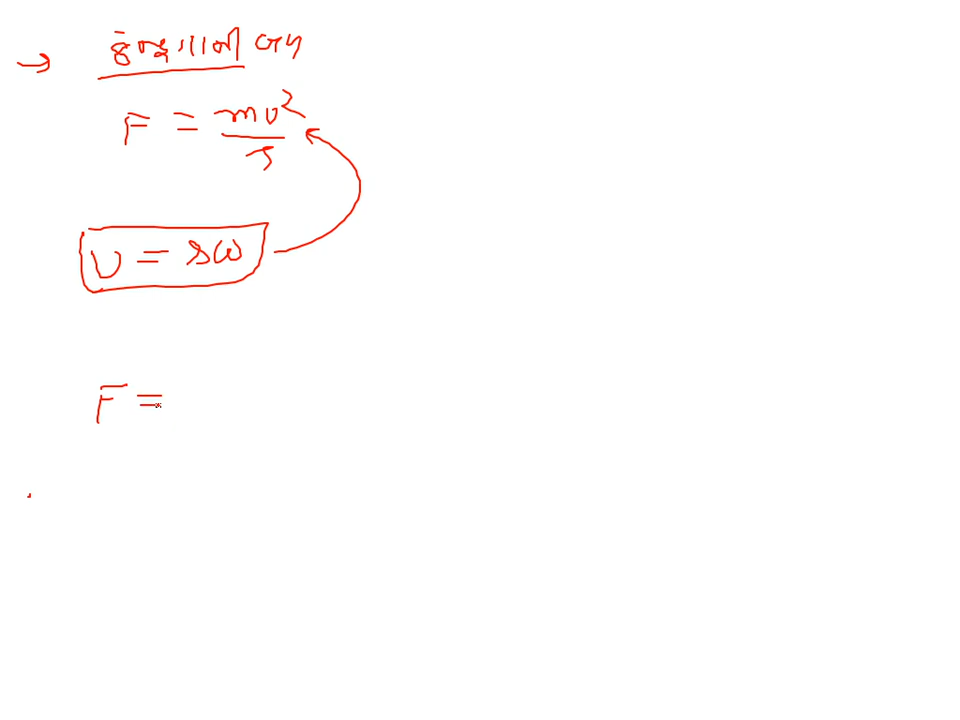 → કેન્દ્રગામી બળ
F = mv²/r
v = rω
F =